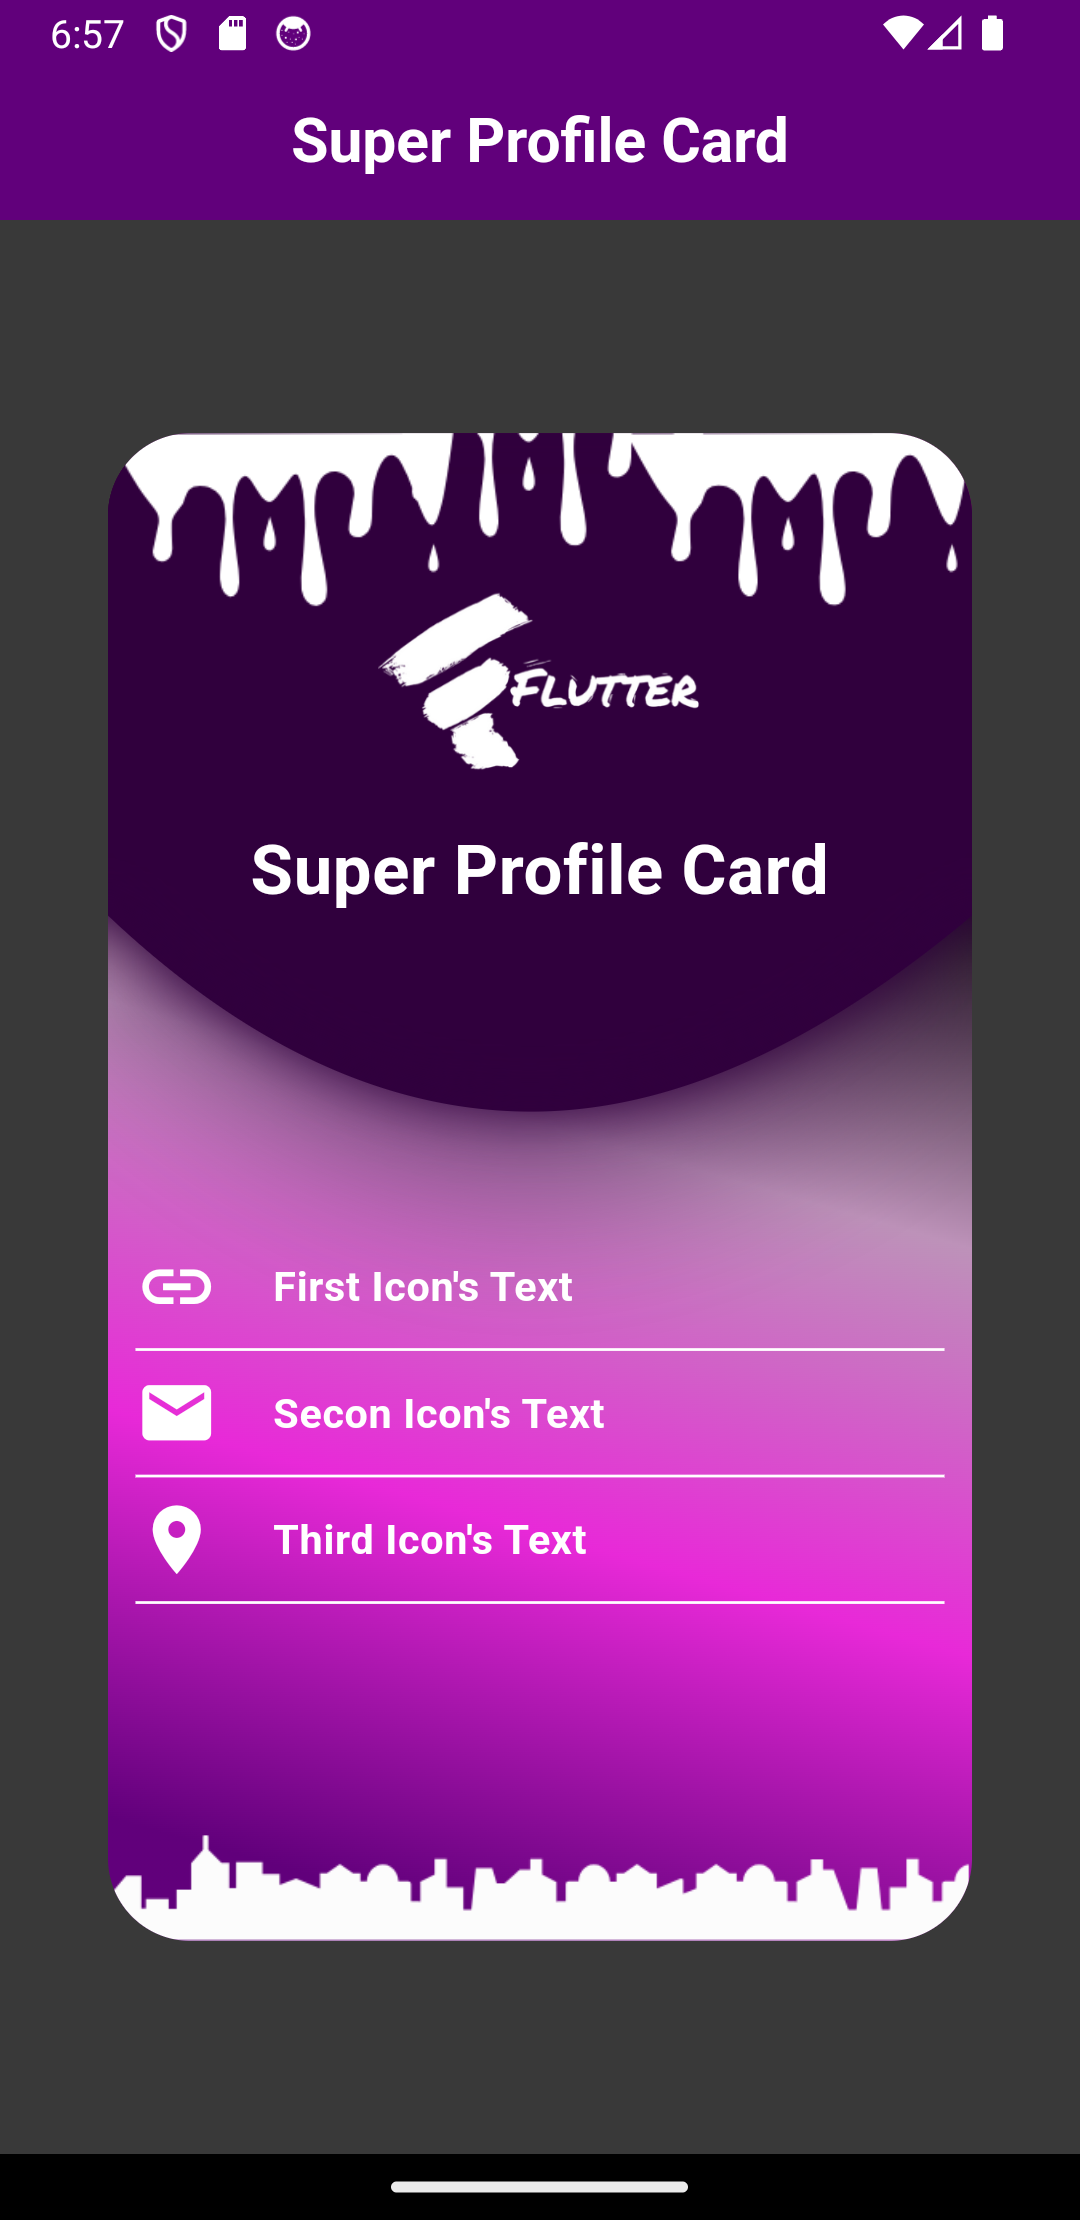 6:57
Super Profile Card
FLUTTER
Super Profile Card
First Icon's Text
Secon Icon's Text
Third Icon's Text